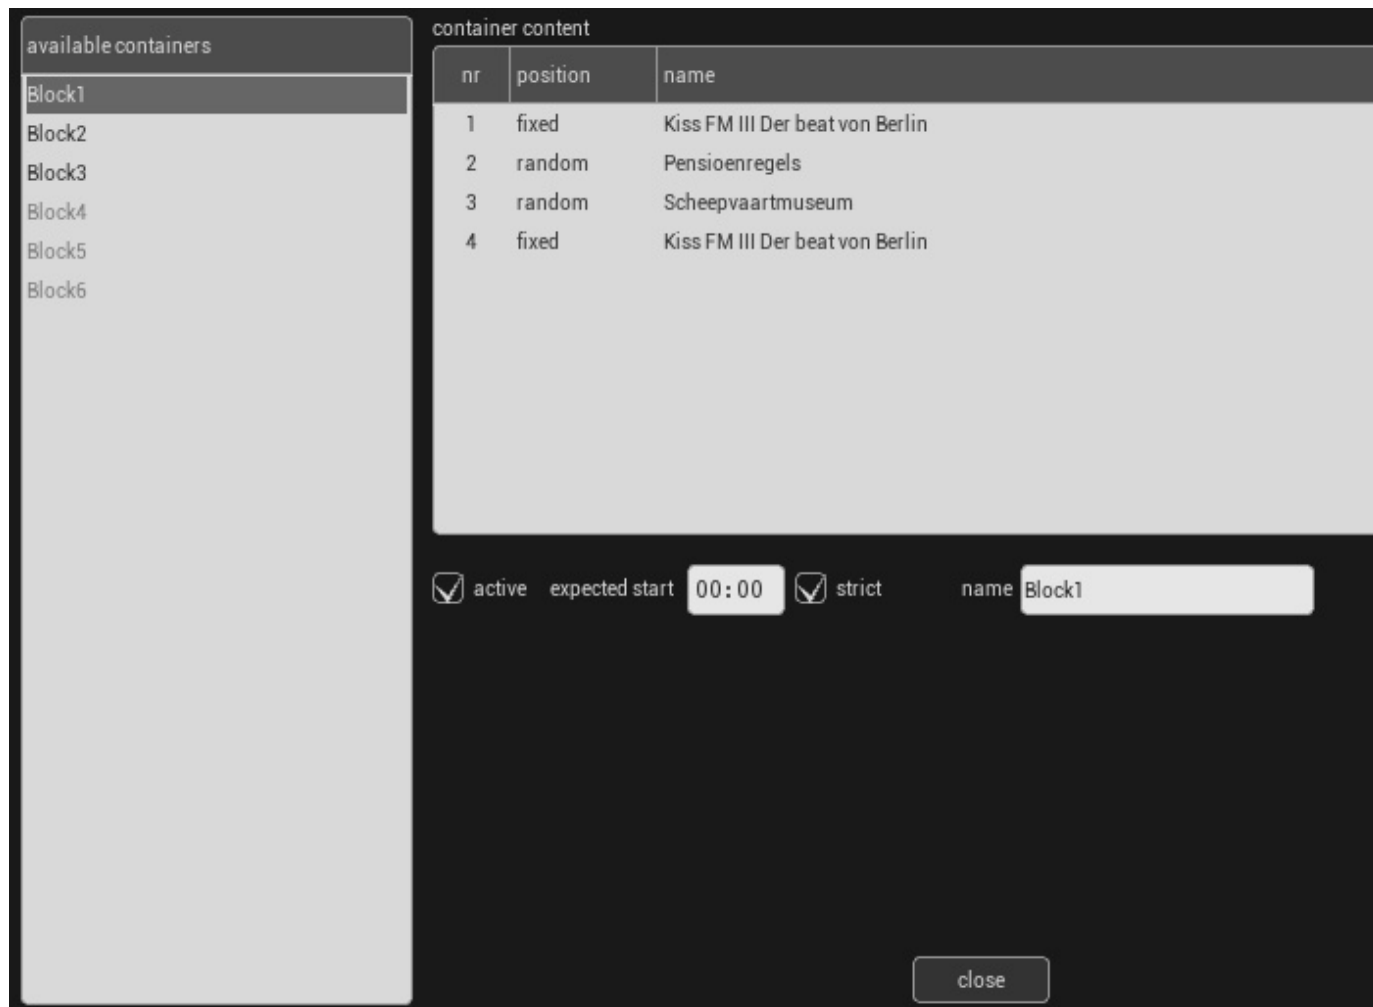 available containers
Block1
Block2
Block3
Block4
Block5
Block6
container content
nr position name
1 fixed Kiss FM III Der beat von Berlin
2 random Pensioenregels
3 random Scheepvaartmuseum
4 fixed Kiss FM III Der beat von Berlin
active expected start 00:00 strict name Block1
close